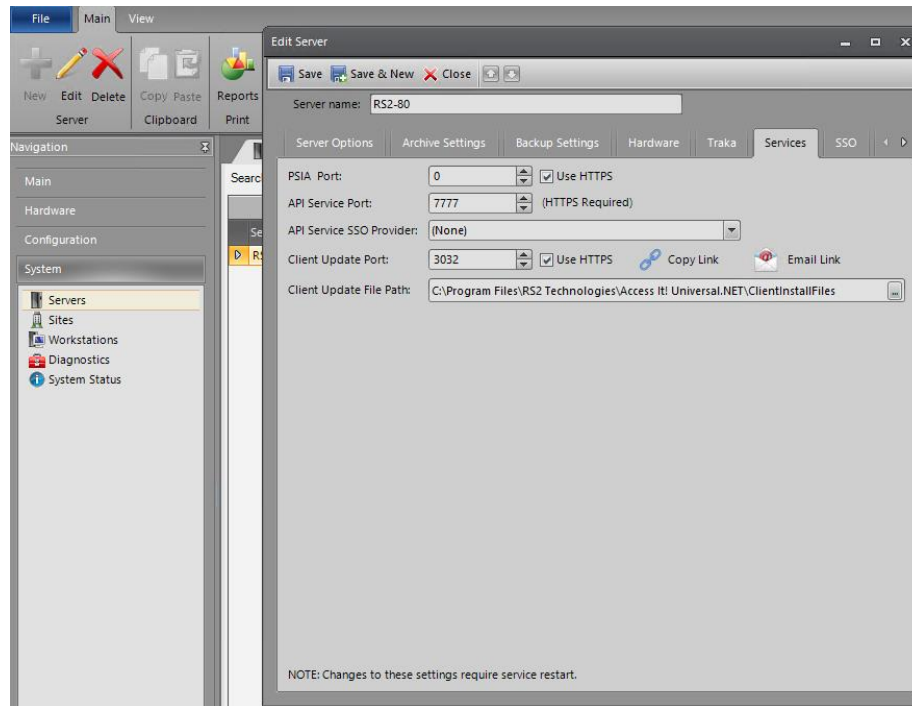 File Main View
New Edit Delete Copy Paste Reports
Server Clipboard Print
Navigation
Main
Hardware
Configuration
System
Servers
Sites
Workstations
Diagnostics
System Status
Searc
Se
RS
Edit Server
Save Save & New Close
Server name: RS2-80
Server Options Archive Settings Backup Settings Hardware Traka Services SSO
PSIA Port: 0 Use HTTPS
API Service Port: 7777 (HTTPS Required)
API Service SSO Provider: (None)
Client Update Port: 3032 Use HTTPS Copy Link Email Link
Client Update File Path: C:\Program Files\RS2 Technologies\Access It! Universal.NET\ClientInstallFiles ...
NOTE: Changes to these settings require service restart.